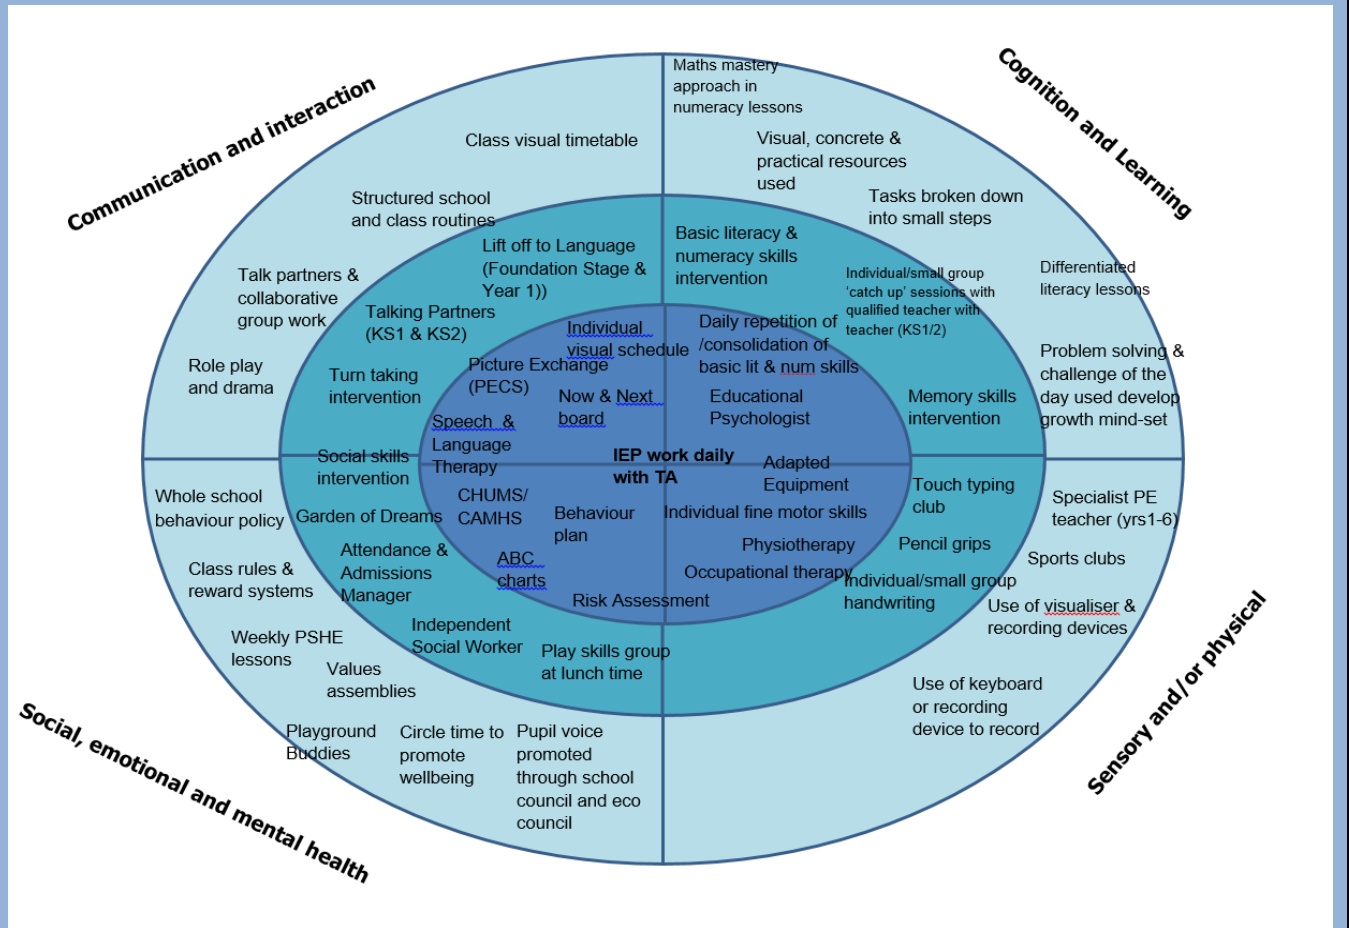 Communication and interaction
Class visual timetable
Structured school
and class routines
Talk partners &
collaborative
group work
Role play
and drama
Lift off to Language
(Foundation Stage &
Year 1))
Talking Partners
(KS1 & KS2)
Turn taking
intervention
Individual
visual schedule
Picture Exchange
(PECS)
Now & Next
board
Speech & 
Language
Therapy
Cognition and Learning
Maths mastery
approach in
numeracy lessons
Visual, concrete &
practical resources
used
Tasks broken down
into small steps
Differentiated
literacy lessons
Problem solving &
challenge of the
day used develop
growth mind-set
Basic literacy &
numeracy skills
intervention
Individual/small group
‘catch up’ sessions with
qualified teacher with
teacher (KS1/2)
Memory skills
intervention
Daily repetition of
/consolidation of
basic lit & num skills
Educational
Psychologist
IEP work daily
with TA
Social skills
intervention
Whole school
behaviour policy
Class rules &
reward systems
Weekly PSHE
lessons
Values
assemblies
Playground
Buddies
Circle time to
promote
wellbeing
Pupil voice
promoted
through school
council and eco
council
Garden of Dreams
Attendance &
Admissions
Manager
Independent
Social Worker
Play skills group
at lunch time
CHUMS/
CAMHS
Behaviour
plan
ABC
charts
Risk Assessment
Social, emotional and mental health
Adapted
Equipment
Individual fine motor skills
Physiotherapy
Occupational therapy
Touch typing
club
Pencil grips
Individual/small group
handwriting
Specialist PE
teacher (yrs1-6)
Sports clubs
Use of visualiser &
recording devices
Use of keyboard
or recording
device to record
Sensory and/or physical